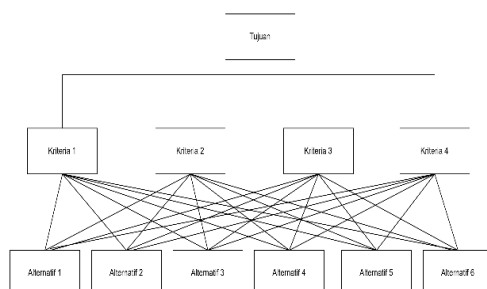 Tujuan
Kriteria 1
Kriteria 2
Kriteria 3
Kriteria 4
Alternatif 1
Alternatif 2
Alternatif 3
Alternatif 4
Alternatif 5
Alternatif 6